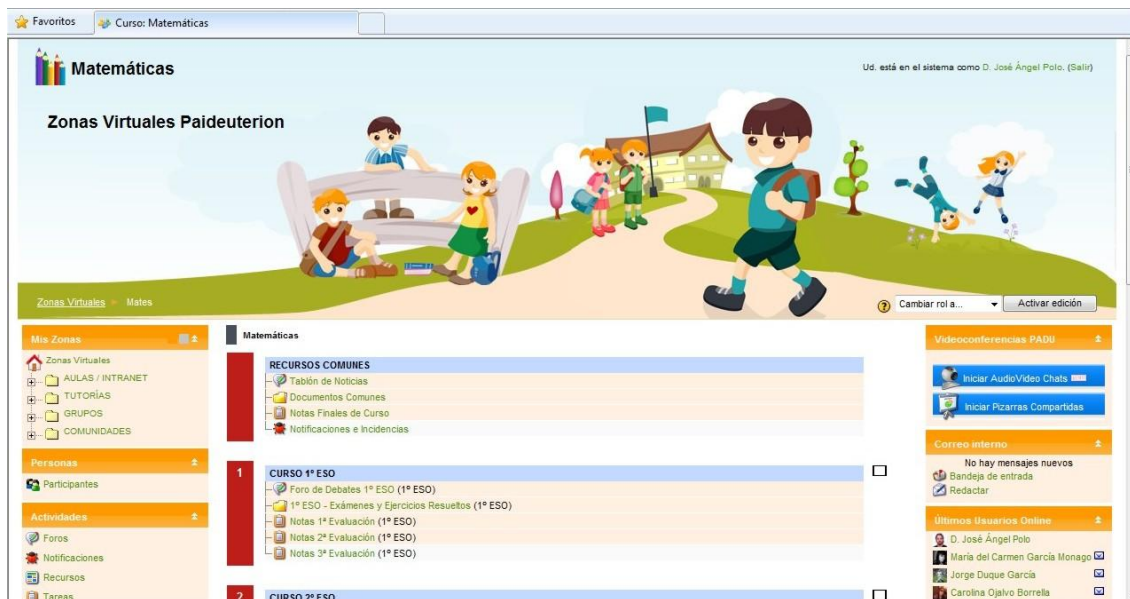 Favoritos
Curso: Matemáticas
Matemáticas
Ud. está en el sistema como D. José Ángel Polo. (Salir)
Zonas Virtuales Paideuterion
Zonas Virtuales ► Mates
Cambiar rol a...
Activar edición
Mis Zonas
Zonas Virtuales
AULAS / INTRANET
TUTORÍAS
GRUPOS
COMUNIDADES
Personas
Participantes
Actividades
Foros
Notificaciones
Recursos
Tareas
Matemáticas
RECURSOS COMUNES
Tablón de Noticias
Documentos Comunes
Notas Finales de Curso
Notificaciones e Incidencias
1 CURSO 1º ESO
Foro de Debates 1º ESO (1º ESO)
1º ESO - Exámenes y Ejercicios Resueltos (1º ESO)
Notas 1ª Evaluación (1º ESO)
Notas 2ª Evaluación (1º ESO)
Notas 3ª Evaluación (1º ESO)
2 CURSO 2º ESO
Videoconferencias PADU
Iniciar AudioVideo Chats
Iniciar Pizarras Compartidas
Correo interno
No hay mensajes nuevos
Bandeja de entrada
Redactar
Últimos Usuarios Online
D. José Ángel Polo
María del Carmen García Monago
Jorge Duque García
Carolina Ojalvo Borrella